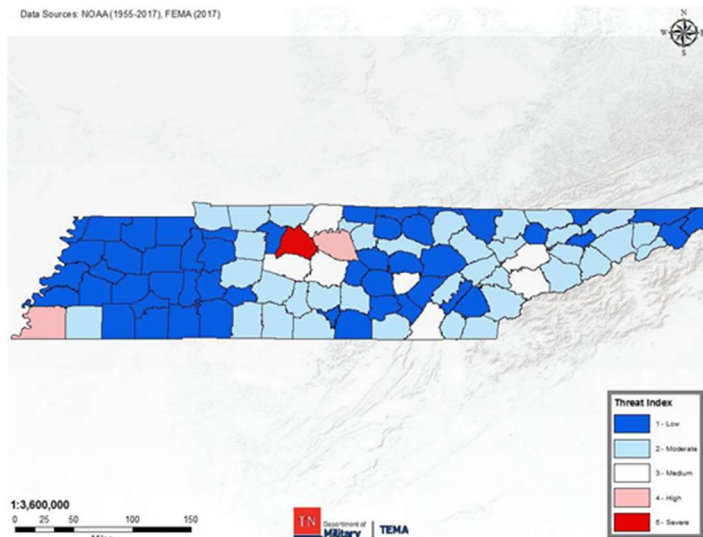 Data Sources: NOAA (1955-2017), FEMA (2017)
N
W
E
S
Threat Index
1 - Low
2 - Moderate
3 - Medium
4 - High
5 - Severe
1:3,600,000
0 25 50 100 150
Miles
TN
Department of
Military
TEMA